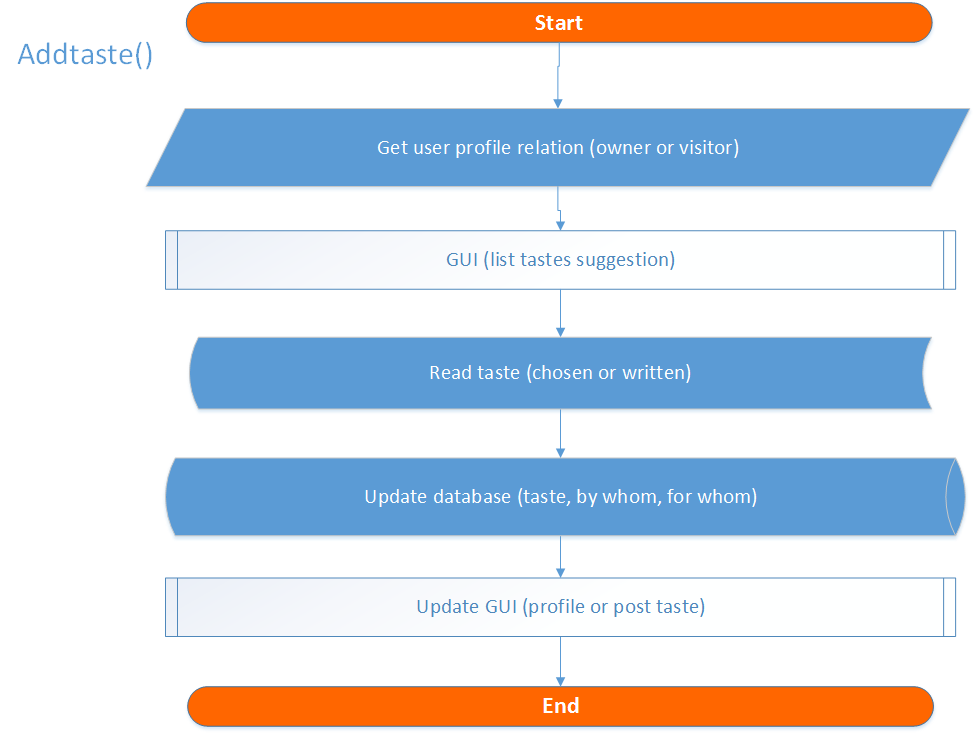 Start
Addtaste()
Get user profile relation (owner or visitor)
GUI (list tastes suggestion)
Read taste (chosen or written)
Update database (taste, by whom, for whom)
Update GUI (profile or post taste)
End